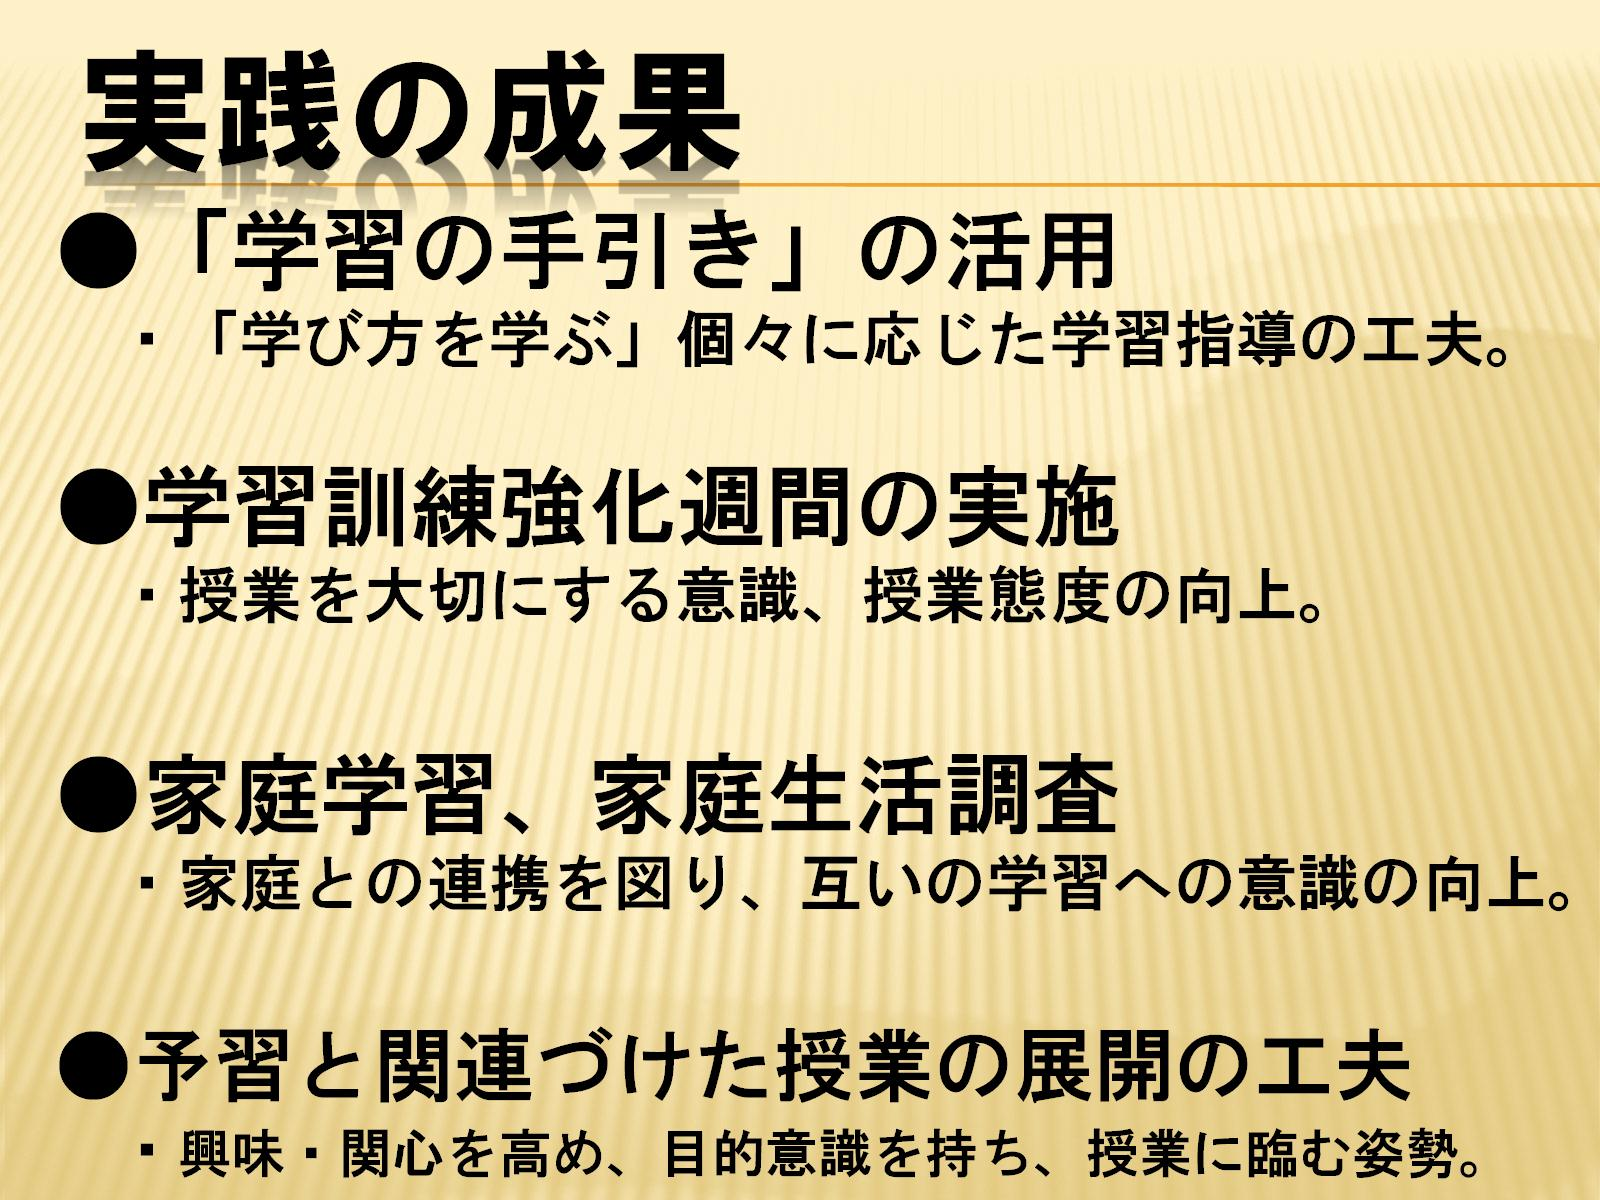 実践の成果
●「学習の手引き」の活用
・「学び方を学ぶ」個々に応じた学習指導の工夫。
●学習訓練強化週間の実施
・授業を大切にする意識、授業態度の向上。
●家庭学習、家庭生活調査
・家庭との連携を図り、互いの学習への意識の向上。
●予習と関連づけた授業の展開の工夫
・興味・関心を高め、目的意識を持ち、授業に臨む姿勢。